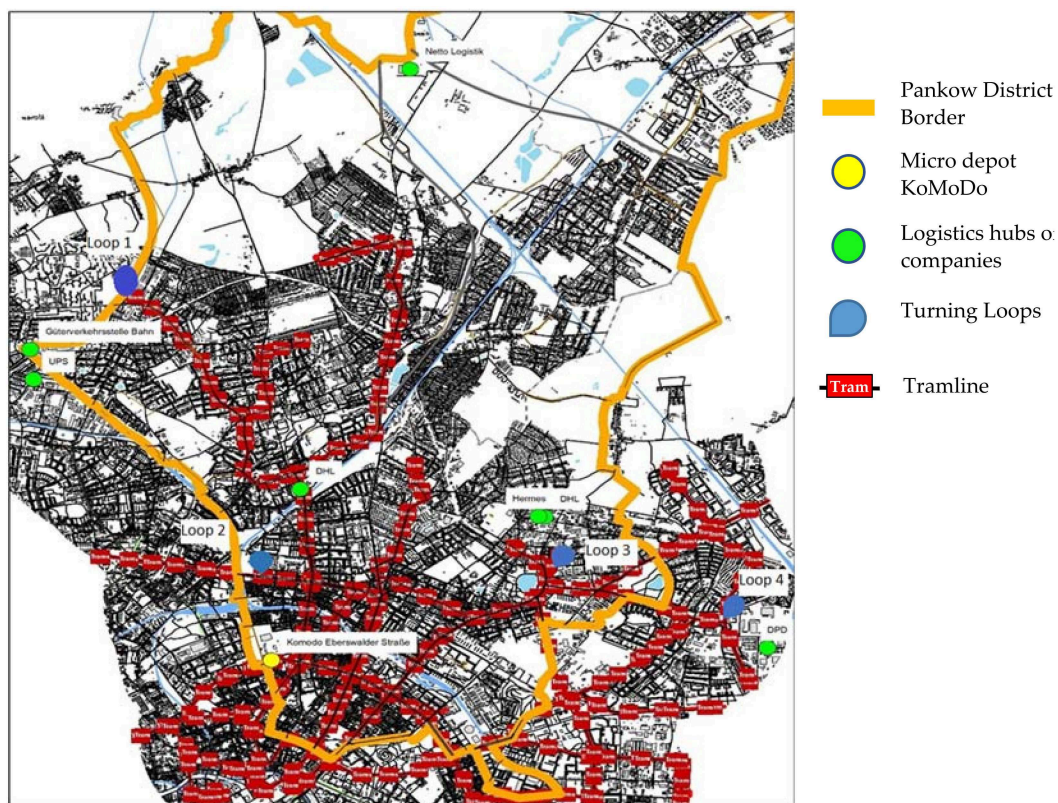 Netto Logistik
Loop 1
Güterverkehrsstelle Bahn
UPS
DHL
Hermes DHL
Loop 2
Loop 3
Loop 4
DPD
Komodo Eberswalder Straße
Pankow District
Border
Micro depot
KoMoDo
Logistics hubs o
companies
Turning Loops
Tram
Tramline